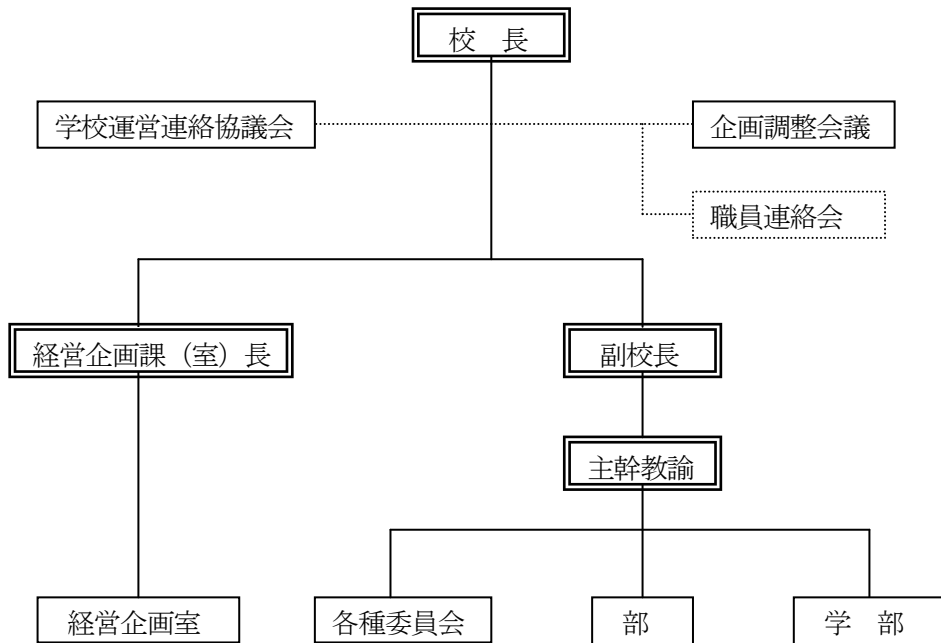 校　長
学校運営連絡協議会
企画調整会議
職員連絡会
経営企画課（室）長
副校長
主幹教諭
経営企画室
各種委員会
部
学　部